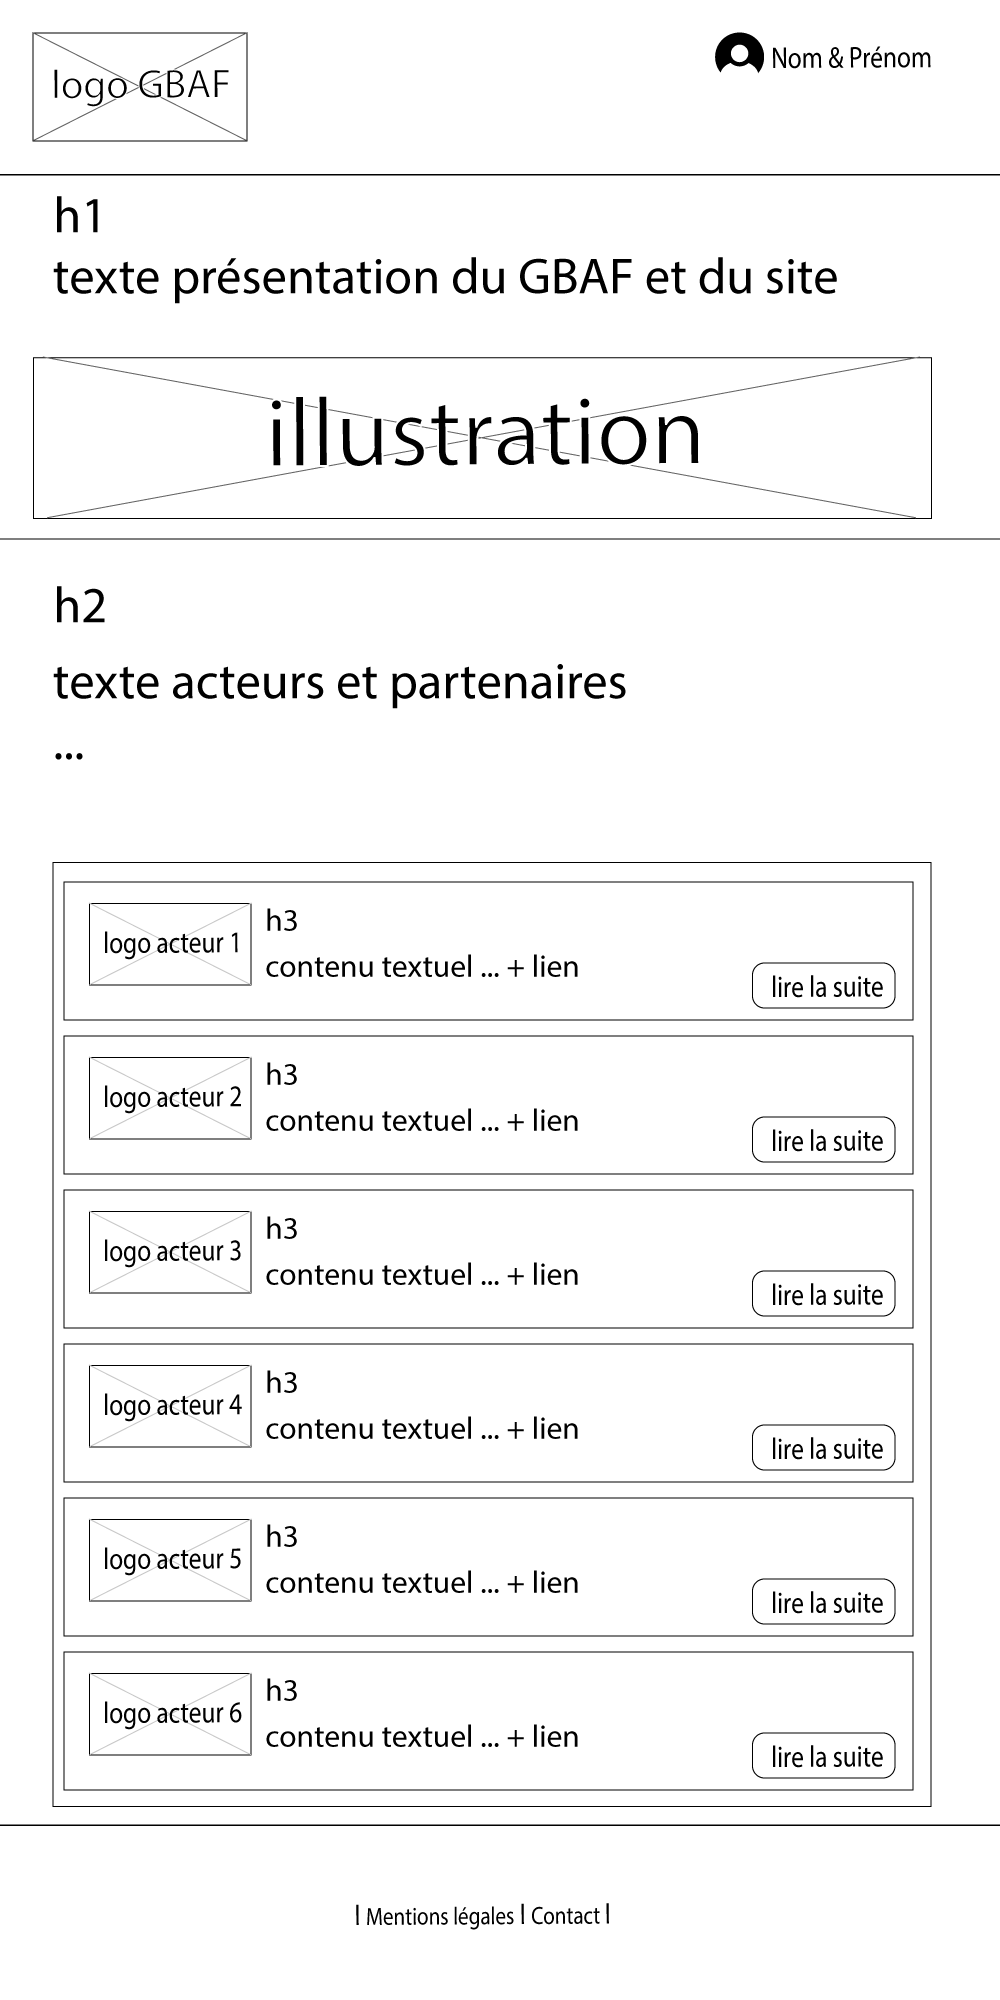 logo GBAF
Nom & Prénom
h1
texte présentation du GBAF et du site
illustration
h2
texte acteurs et partenaires
...
logo acteur 1
h3
contenu textuel ... + lien
lire la suite
logo acteur 2
h3
contenu textuel ... + lien
lire la suite
logo acteur 3
h3
contenu textuel ... + lien
lire la suite
logo acteur 4
h3
contenu textuel ... + lien
lire la suite
logo acteur 5
h3
contenu textuel ... + lien
lire la suite
logo acteur 6
h3
contenu textuel ... + lien
lire la suite
| Mentions légales | Contact |